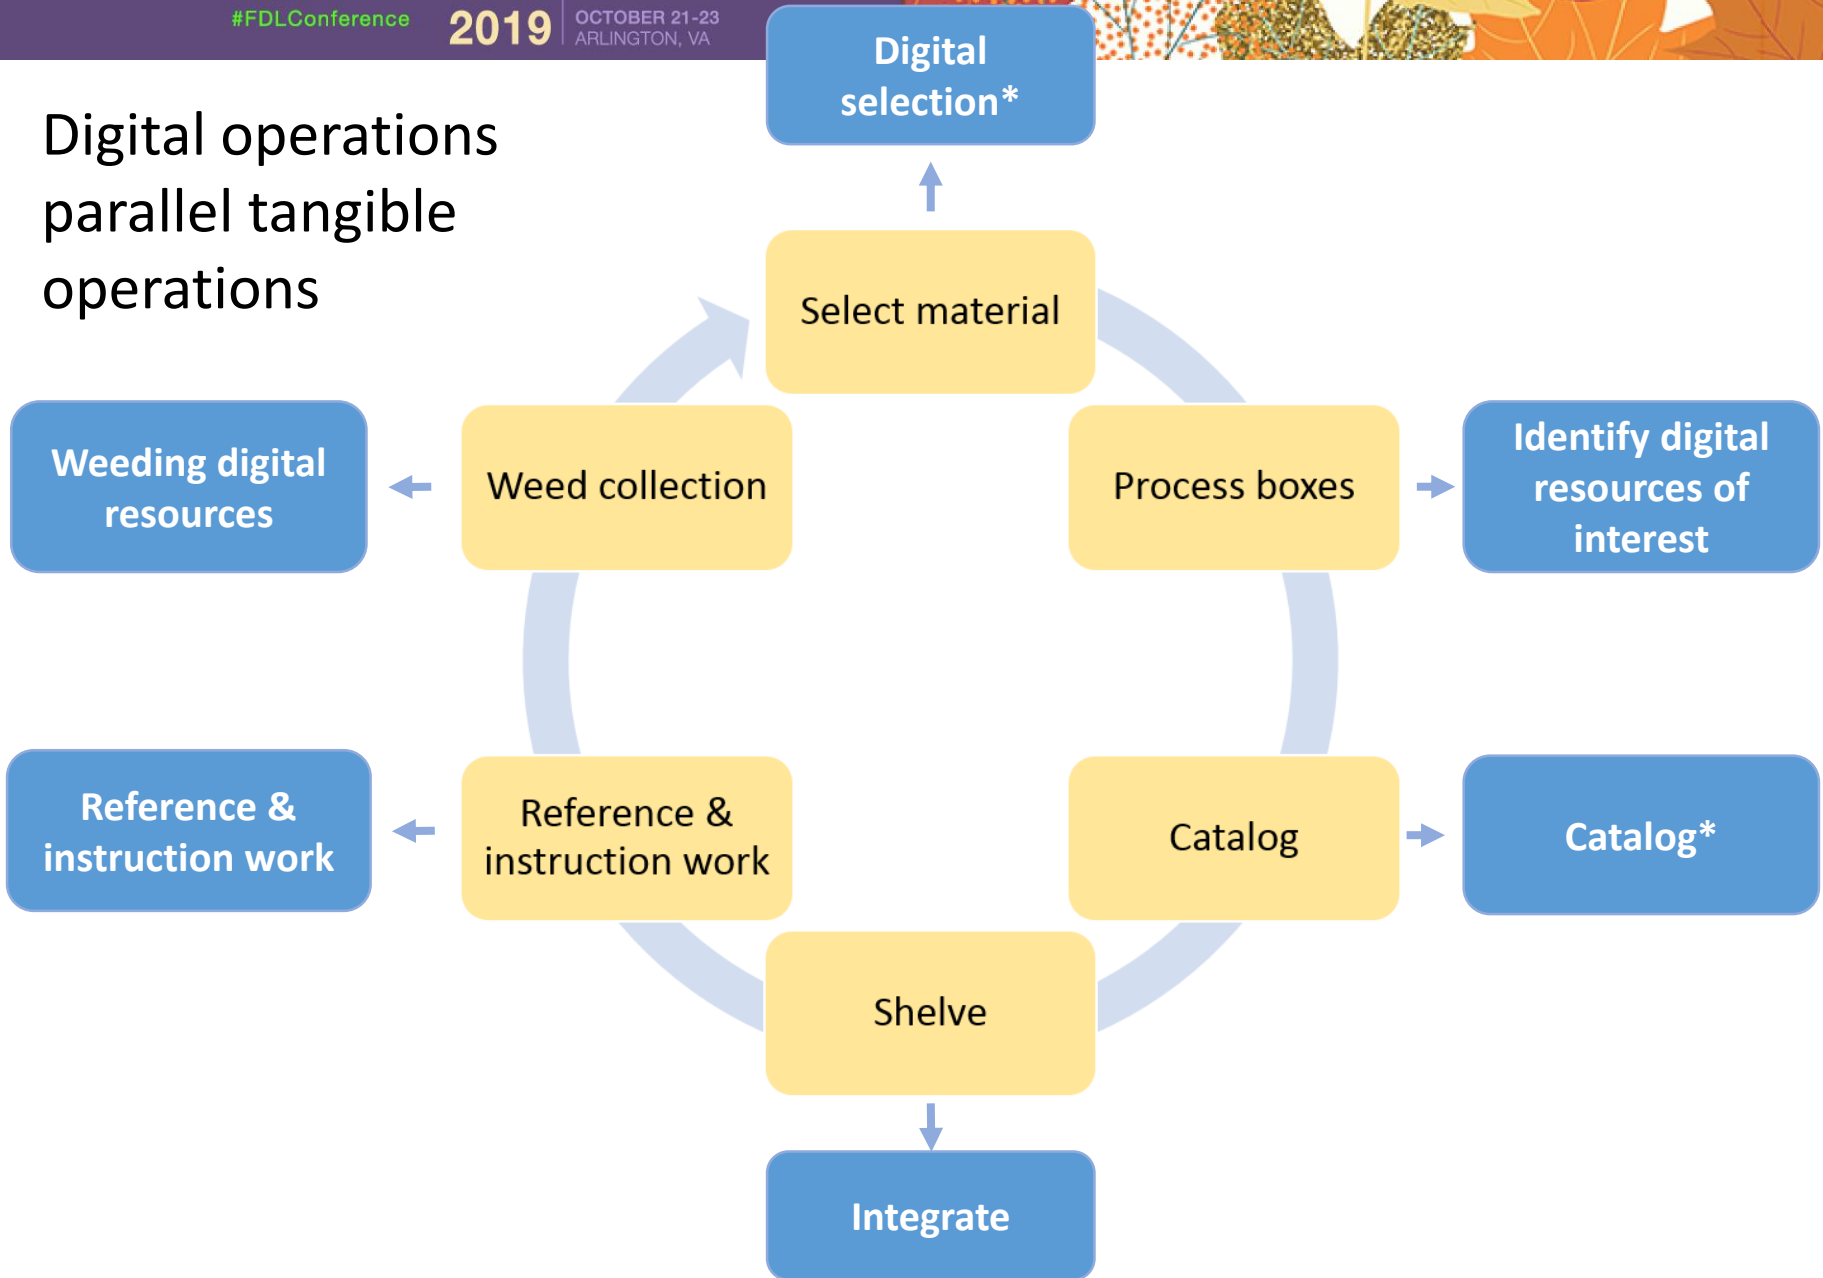 #FDLConference
2019
OCTOBER 21-23
ARLINGTON, VA
Digital operations
parallel tangible
operations
Digital
selection*
Select material
Weeding digital
resources
Weed collection
Process boxes
Identify digital
resources of
interest
Reference &
instruction work
Reference &
instruction work
Catalog
Catalog*
Shelve
Integrate